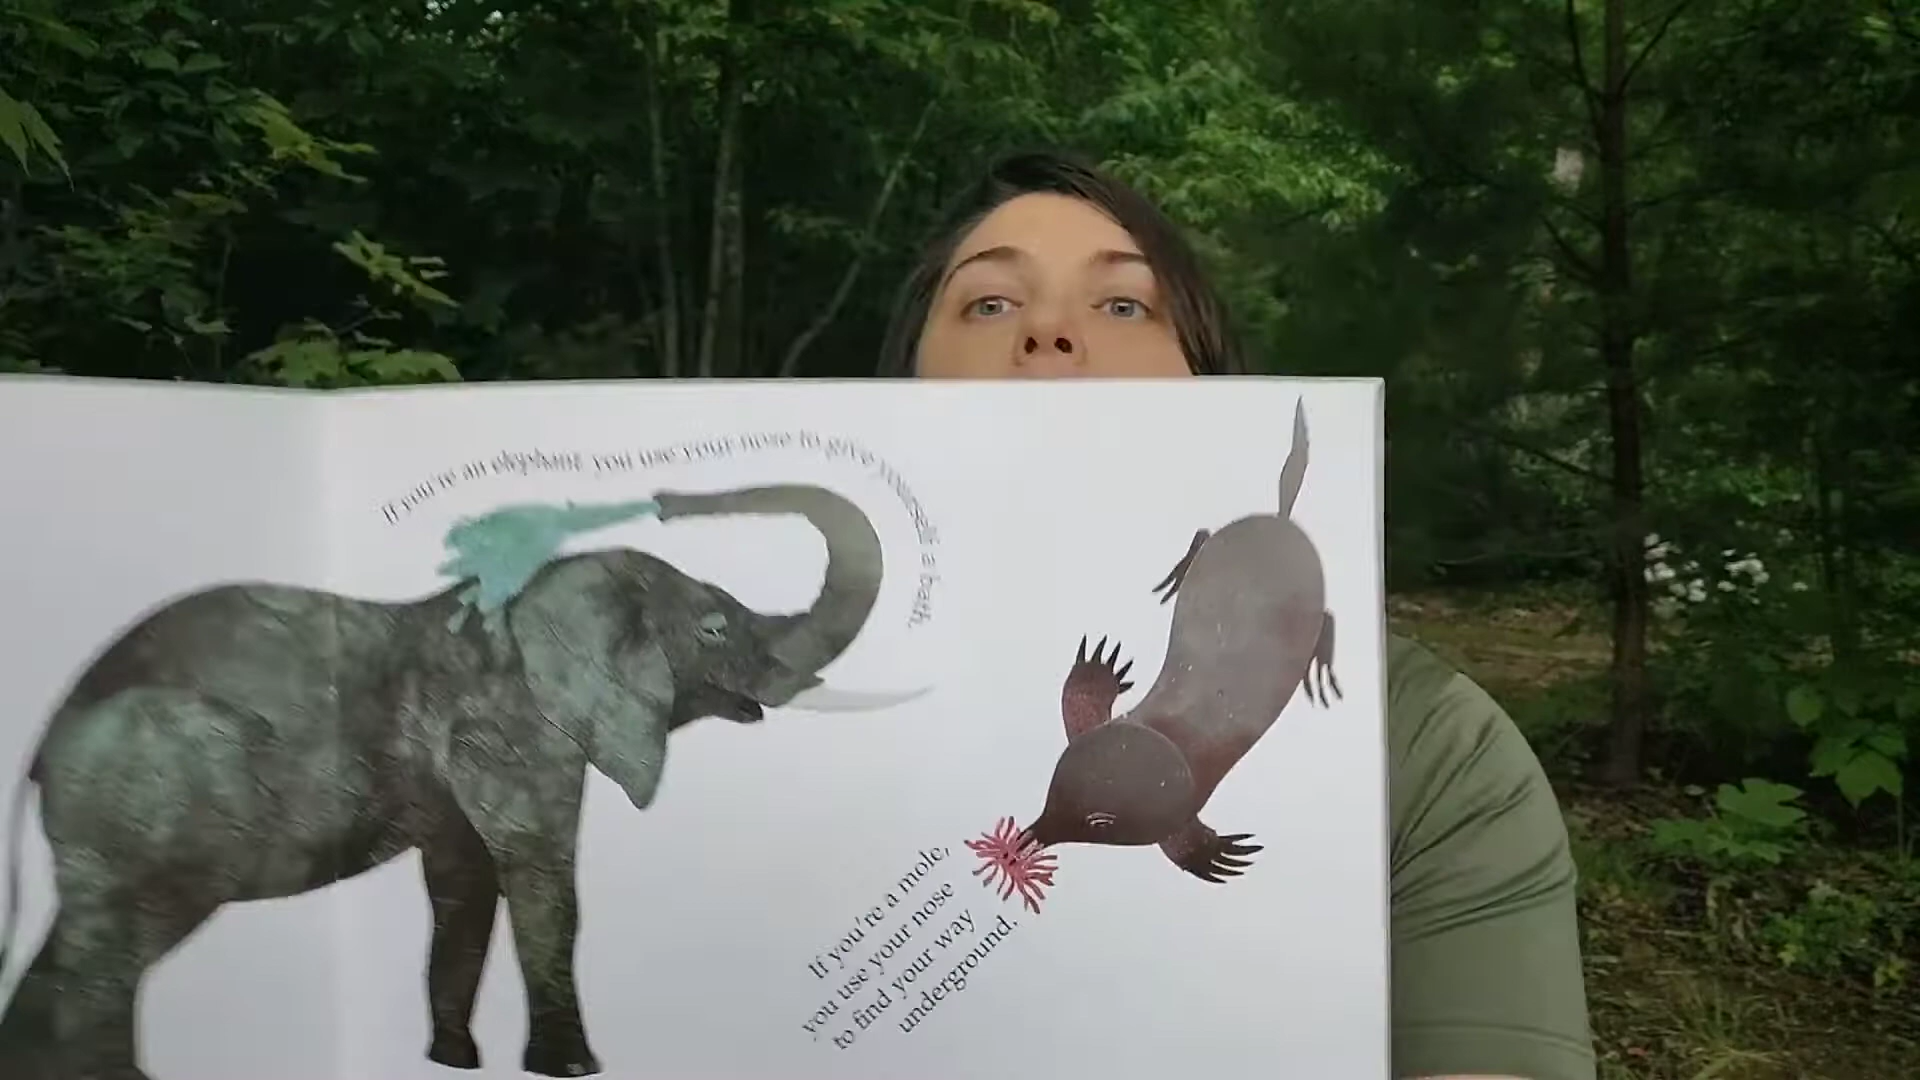 If you're an elephant, you use your nose to give yourself a bath.
If you're a mole,
you use your nose
to find your way
underground.